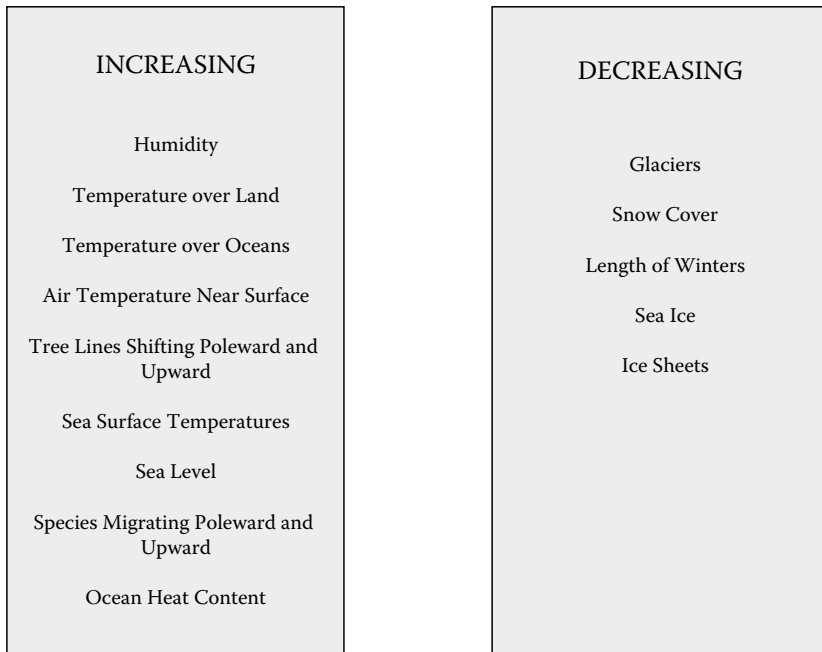 INCREASING
Humidity
Temperature over Land
Temperature over Oceans
Air Temperature Near Surface
Tree Lines Shifting Poleward and
Upward
Sea Surface Temperatures
Sea Level
Species Migrating Poleward and
Upward
Ocean Heat Content
DECREASING
Glaciers
Snow Cover
Length of Winters
Sea Ice
Ice Sheets